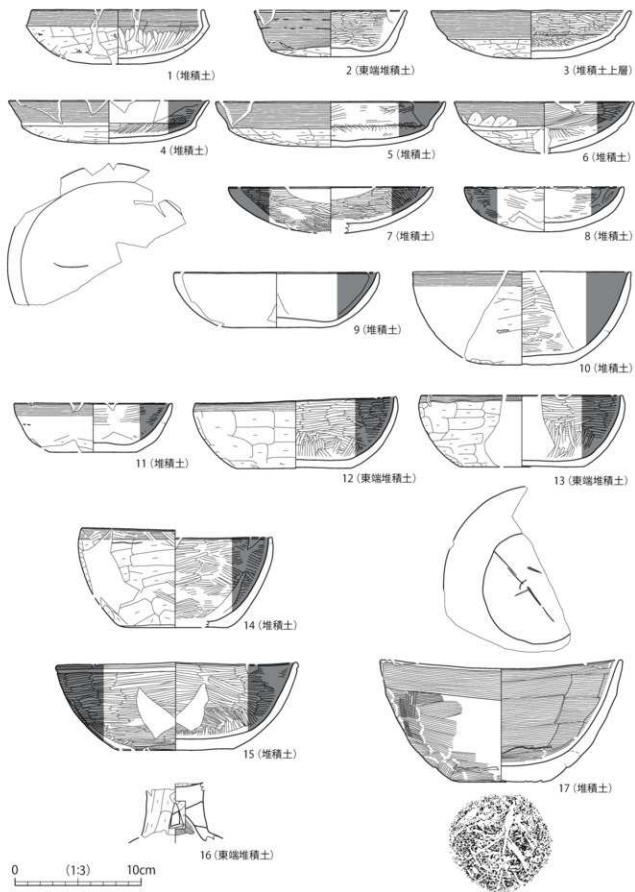 1(堆積土)
2(東端堆積土)
3(堆積土上層)
4(堆積土)
5(堆積土)
6(堆積土)
7(堆積土)
8(堆積土)
9(堆積土)
10(堆積土)
11(堆積土)
12(東端堆積土)
13(東端堆積土)
14(堆積土)
15(堆積土)
17(堆積土)
16(東端堆積土)
0 (1:3) 10cm